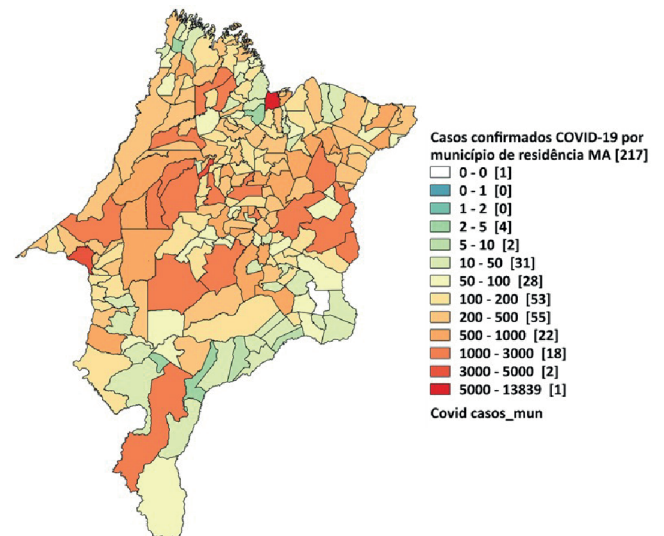 Casos confirmados COVID-19 por
município de residência MA [217]
0 - 0 [1]
0 - 1 [0]
1 - 2 [0]
2 - 5 [4]
5 - 10 [2]
10 - 50 [31]
50 - 100 [28]
100 - 200 [53]
200 - 500 [55]
500 - 1000 [22]
1000 - 3000 [18]
3000 - 5000 [2]
5000 - 13839 [1]
Covid casos_mun